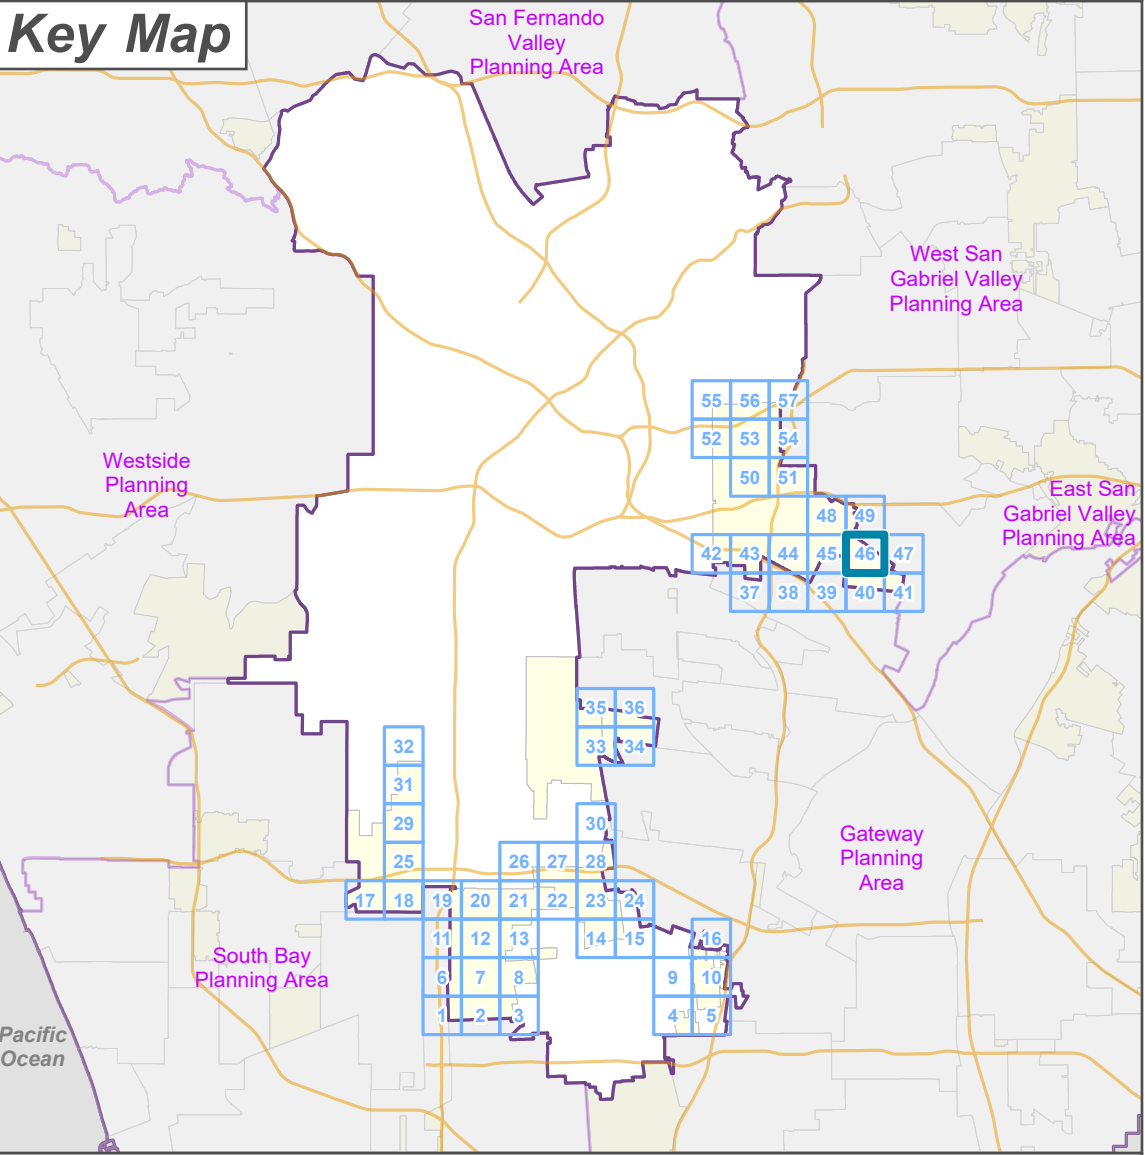 Key Map
San Fernando
Valley
Planning Area
West San
Gabriel Valley
Planning Area
55 56 57
52 53 54
Westside
Planning
Area
50 51
East San
Gabriel Valley
Planning Area
48 49
42 43 44 45 46 47
37 38 39 40 41
35 36
32
33 34
31
29
30
Gateway
Planning
Area
25
26 27 28
17 18 19 20 21 22 23 24
11 12 13
14 15
16
South Bay
Planning Area
6 7 8
9 10
1 2 3
4 5
Pacific
Ocean